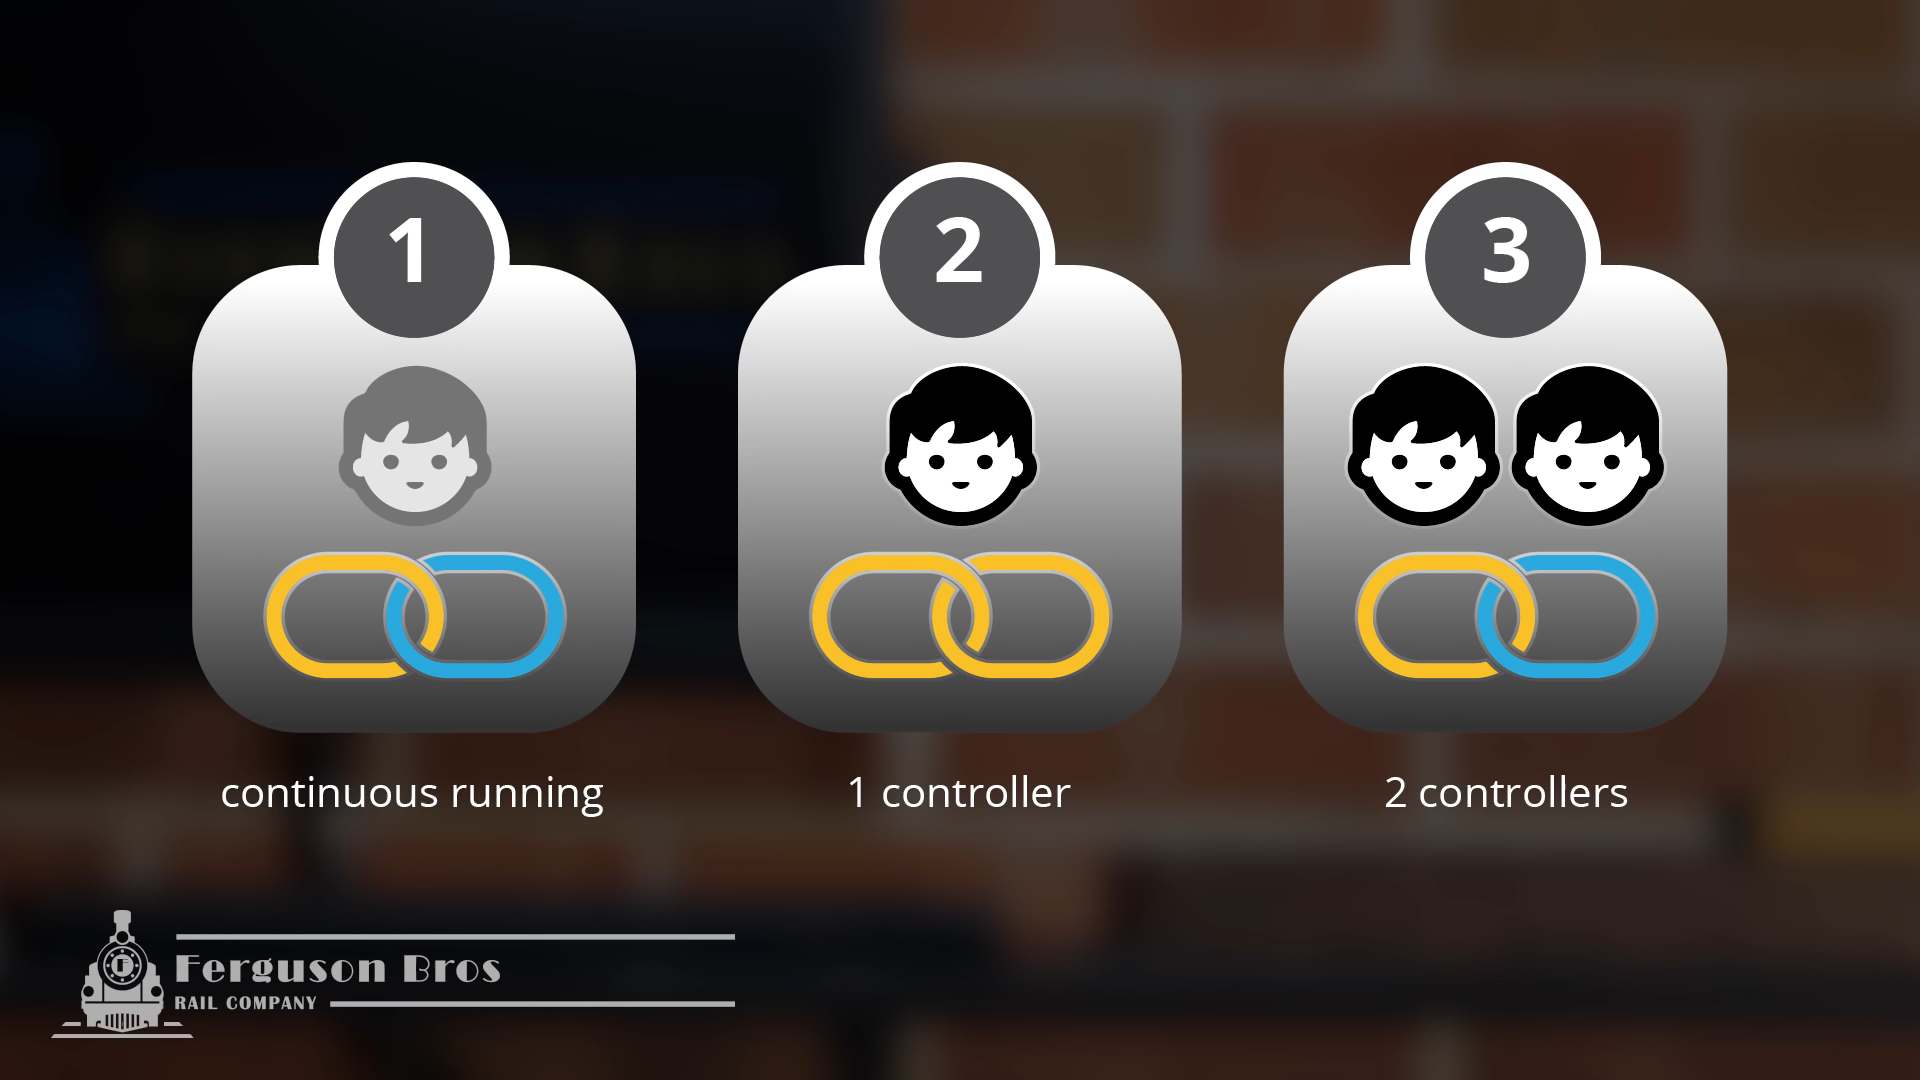 1
2
3
continuous running
1 controller
2 controllers
F
Ferguson Bros
RAIL COMPANY